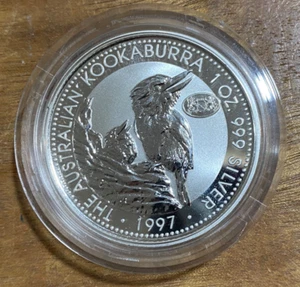 THE AUSTRALIAN KOOKABURRA 1 OZ. 999 SILVER
· 1997 ·